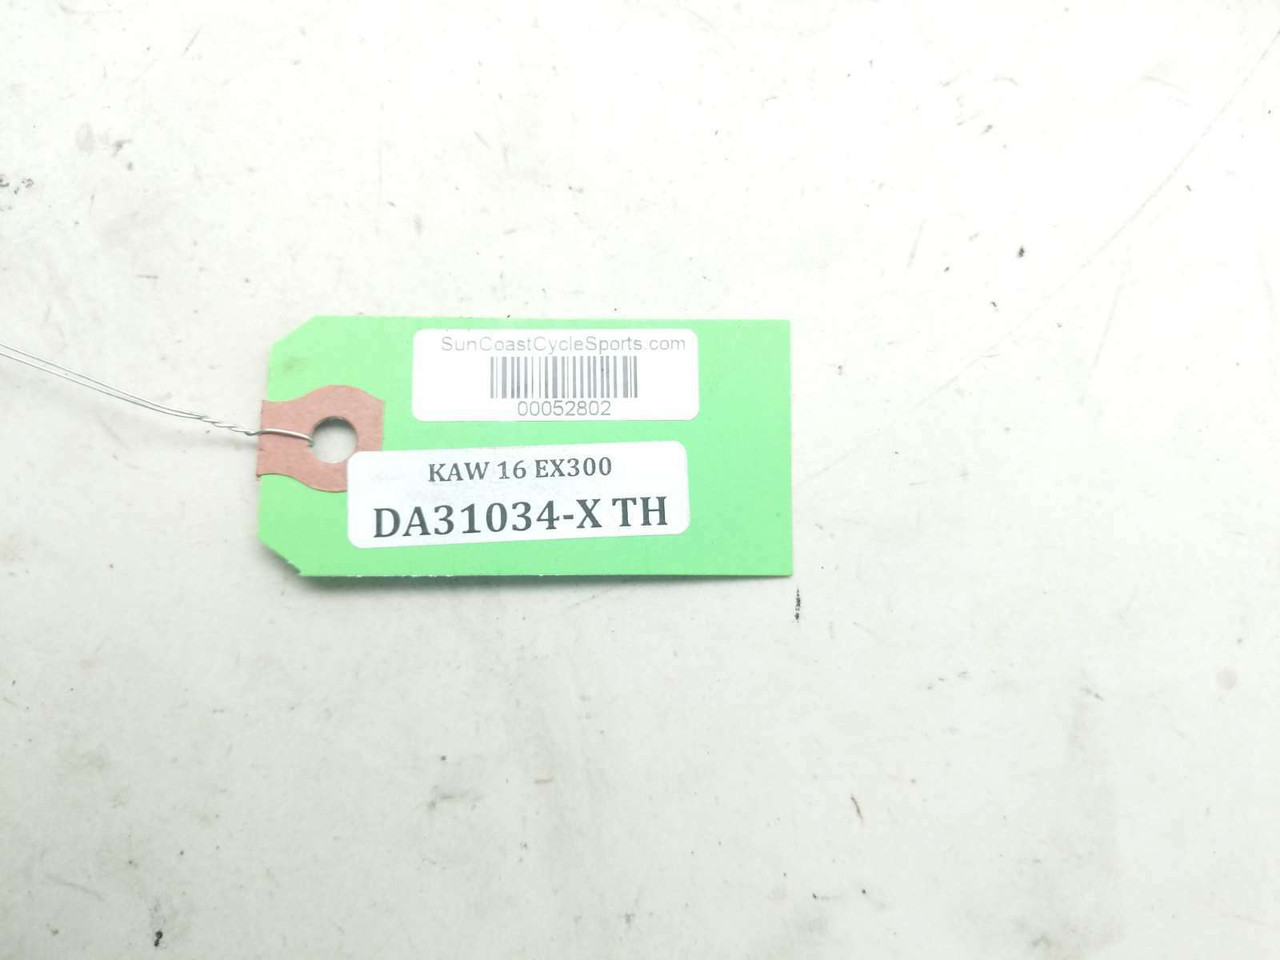 SunCoastCycleSports.com
00052802
KAW 16 EX300
DA31034-X TH